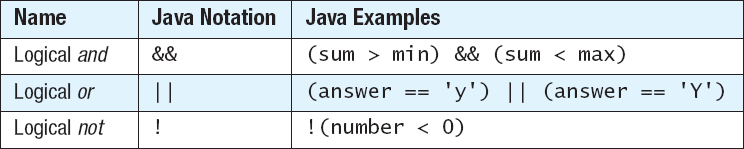 Name Java Notation Java Examples
Logical and && (sum > min) && (sum < max)
Logical or || (answer == 'y') || (answer == 'Y')
Logical not ! !(number < 0)